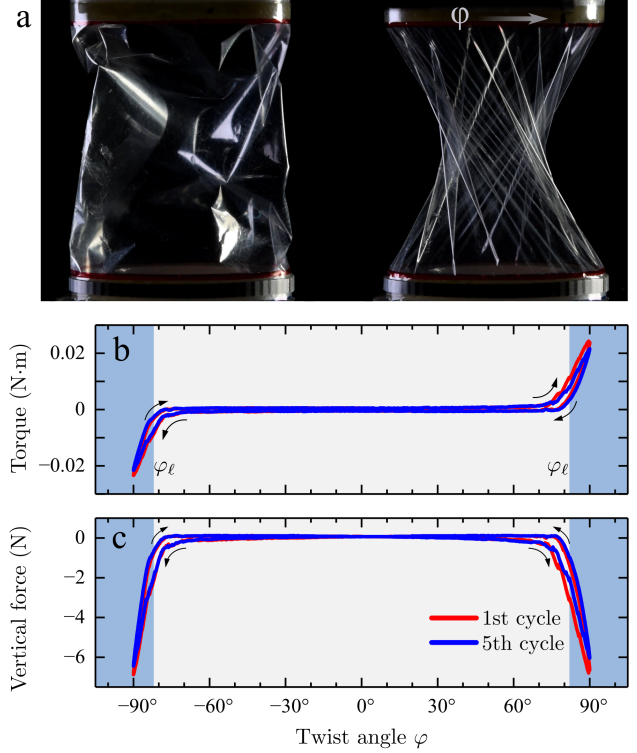 a
φ
b
0.02
0
−0.02
Torque (N·m)
φℓ
φℓ
c
0
−2
−4
−6
Vertical force (N)
1st cycle
5th cycle
−90° −60° −30° 0° 30° 60° 90°
Twist angle φ